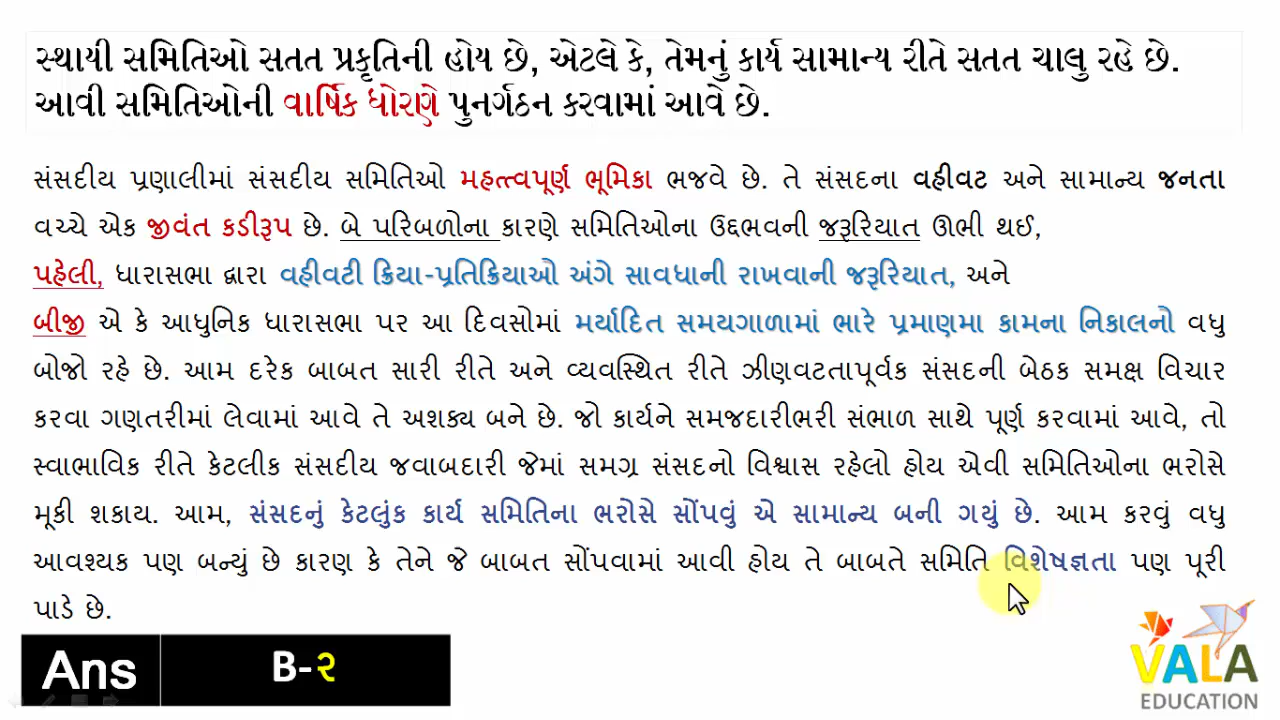 સ્થાયી સમિતિઓ સતત પ્રકૃતિની હોય છે, એટલે કે, તેમનું કાર્ય સામાન્ય રીતે સતત ચાલુ રહે છે.
આવી સમિતિઓની વાર્ષિક ધોરણે પુનર્ગઠન કરવામાં આવે છે.
સંસદીય પ્રણાલીમાં સંસદીય સમિતિઓ મહત્ત્વપૂર્ણ ભૂમિકા ભજવે છે. તે સંસદના વહીવટ અને સામાન્ય જનતા
વચ્ચે એક જીવંત કડીરૂપ છે. બે પરિબળોના કારણે સમિતિઓના ઉદ્દભવની જરૂરિયાત ઊભી થઈ,
પહેલી, ધારાસભા દ્વારા વહીવટી ક્રિયા-પ્રતિક્રિયાઓ અંગે સાવધાની રાખવાની જરૂરિયાત, અને
બીજી એ કે આધુનિક ધારાસભા પર આ દિવસોમાં મર્યાદિત સમયગાળામાં ભારે પ્રમાણમા કામના નિકાલનો વધુ
બોજો રહે છે. આમ દરેક બાબત સારી રીતે અને વ્યવસ્થિત રીતે ઝીણવટતાપૂર્વક સંસદની બેઠક સમક્ષ વિચાર
કરવા ગણતરીમાં લેવામાં આવે તે અશક્ય બને છે. જો કાર્યને સમજદારીભરી સંભાળ સાથે પૂર્ણ કરવામાં આવે, તો
સ્વાભાવિક રીતે કેટલીક સંસદીય જવાબદારી જેમાં સમગ્ર સંસદનો વિશ્વાસ રહેલો હોય એવી સમિતિઓના ભરોસે
મૂકી શકાય. આમ, સંસદનું કેટલુંક કાર્ય સમિતિના ભરોસે સોંપવું એ સામાન્ય બની ગયું છે. આમ કરવું વધુ
આવશ્યક પણ બન્યું છે કારણ કે તેને જે બાબત સોંપવામાં આવી હોય તે બાબતે સમિતિ વિશેષજ્ઞતા પણ પૂરી
પાડે છે.
Ans B-૨
VALA
EDUCATION